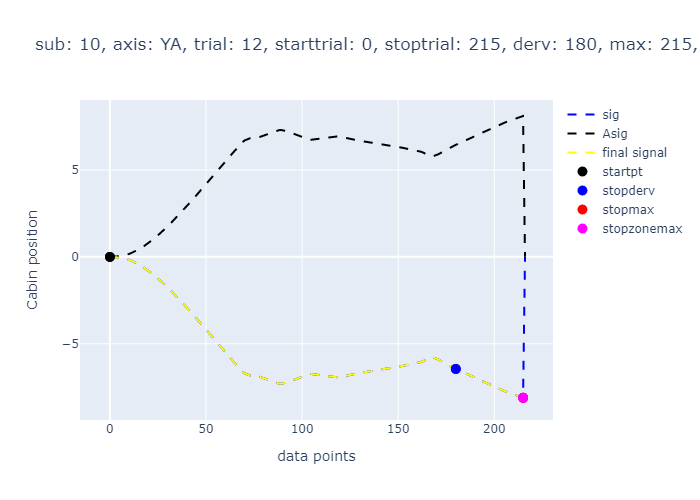 sub: 10, axis: YA, trial: 12, starttrial: 0, stoptrial: 215, derv: 180, max: 215,
sig
Asig
final signal
startpt
stopderv
stopmax
stopzonemax
5
0
−5
Cabin position
0
50
100
150
200
data points